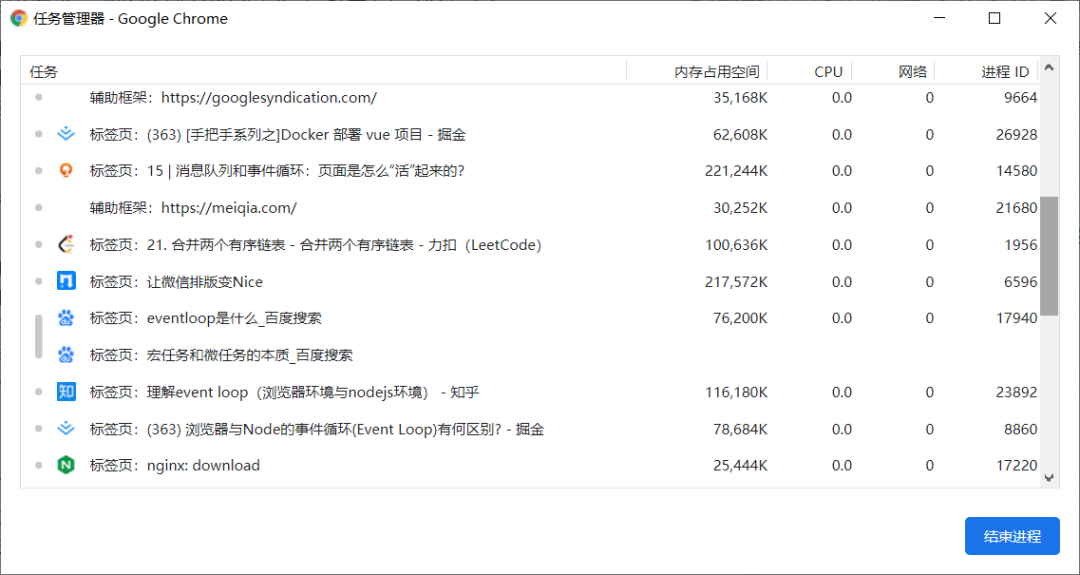 任务管理器 - Google Chrome
任务 内存占用空间 CPU 网络 进程 ID
辅助框架：https://googlesyndication.com/ 35,168K 0.0 0 9664
标签页：(363) [手把手系列之]Docker 部署 vue 项目 - 掘金 62,608K 0.0 0 26928
标签页：15 | 消息队列和事件循环：页面是怎么“活”起来的？ 221,244K 0.0 0 14580
辅助框架：https://meiqia.com/ 30,252K 0.0 0 21680
标签页：21. 合并两个有序链表 - 合并两个有序链表 - 力扣（LeetCode） 100,636K 0.0 0 1956
标签页：让微信排版变Nice 217,572K 0.0 0 6596
标签页：eventloop是什么_百度搜索 76,200K 0.0 0 17940
标签页：宏任务和微任务的本质_百度搜索
知 标签页：理解event loop（浏览器环境与nodejs环境） - 知乎 116,180K 0.0 0 23892
标签页：(363) 浏览器与Node的事件循环(Event Loop)有何区别? - 掘金 78,684K 0.0 0 8860
N 标签页：nginx: download 25,444K 0.0 0 17220
结束进程